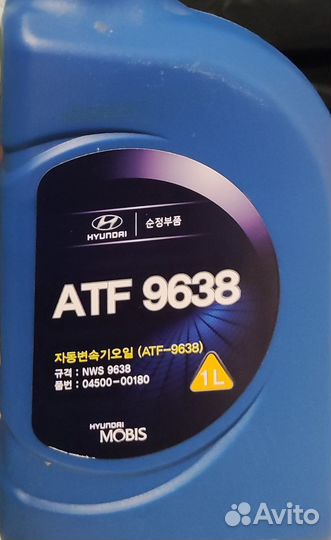 HYUNDAI
순정부품
ATF 9638
자동변속기오일 (ATF-9638)
규격 : NWS 9638
품번 : 04500-00180
1L
HYUNDAI
MOBIS
Avito